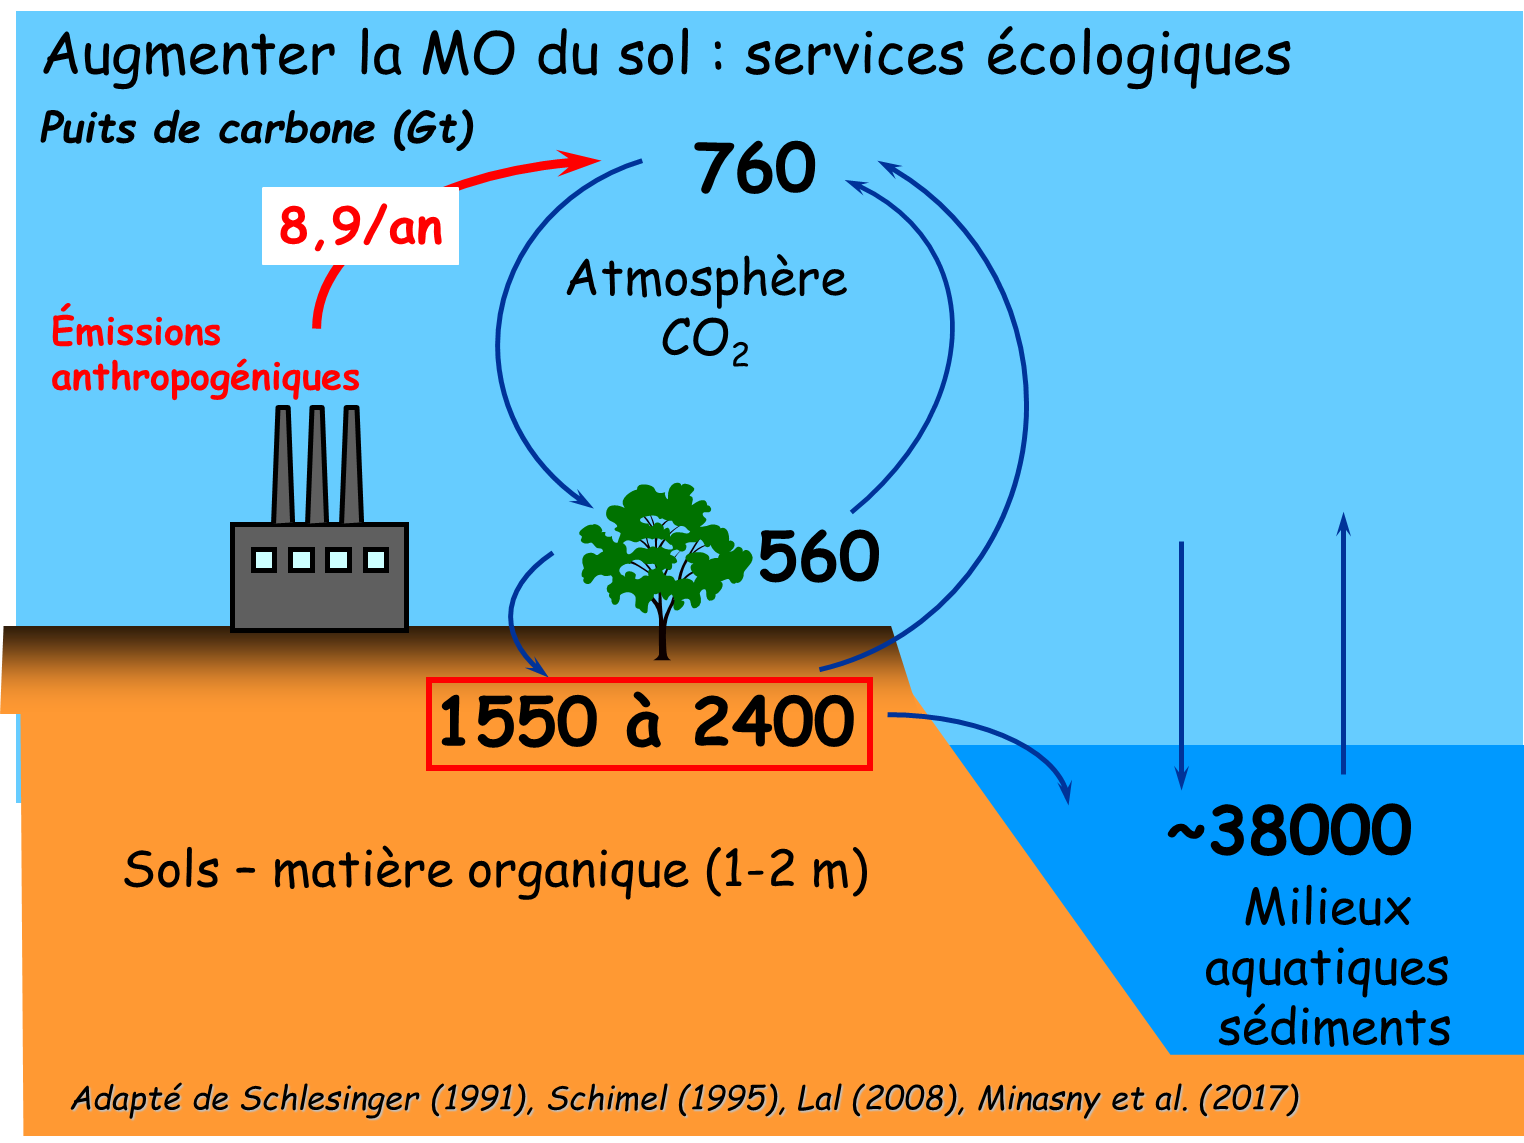 Augmenter la MO du sol : services écologiques
Puits de carbone (Gt)
760
8,9/an
Atmosphère
CO₂
Émissions
anthropogéniques
560
1550 à 2400
~38000
Sols – matière organique (1-2 m)
Milieux
aquatiques
sédiments
Adapté de Schlesinger (1991), Schimel (1995), Lal (2008), Minasny et al. (2017)